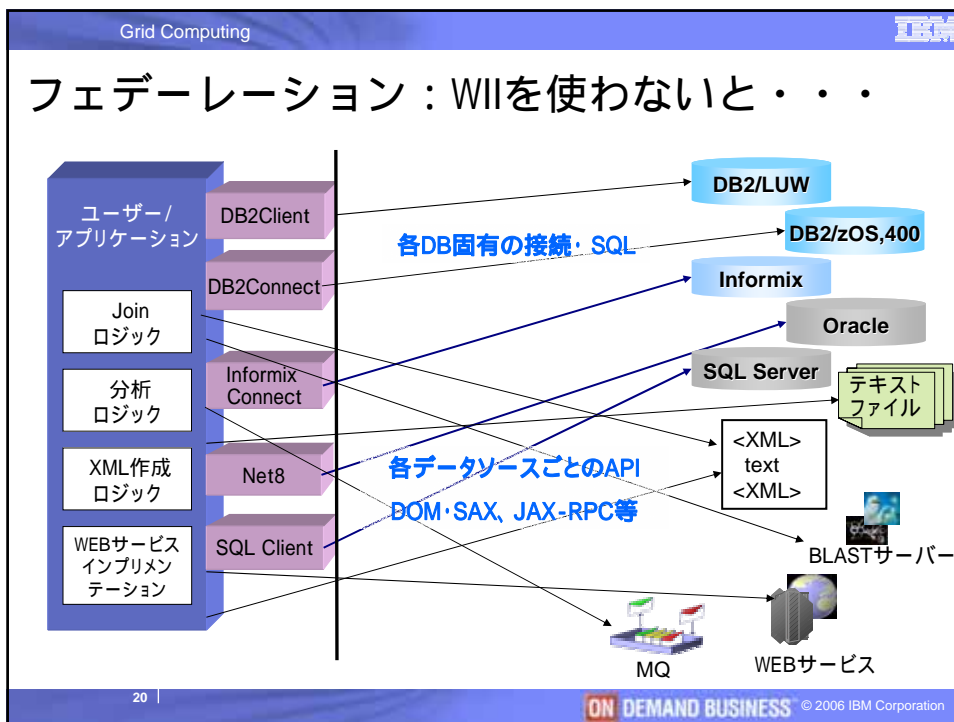 Grid Computing
IBM
フェデーレーション：WIIを使わないと・・・
ユーザー/
アプリケーション
Join
ロジック
分析
ロジック
XML作成
ロジック
WEBサービス
インプリメン
テーション
DB2Client
DB2Connect
Informix
Connect
Net8
SQL Client
各DB固有の接続・SQL
各データソースごとのAPI
DOM・SAX、JAX-RPC等
DB2/LUW
DB2/zOS,400
Informix
Oracle
SQL Server
テキスト
ファイル
<XML>
text
<XML>
BLASTサーバー
MQ
WEBサービス
20
ON DEMAND BUSINESS™
© 2006 IBM Corporation